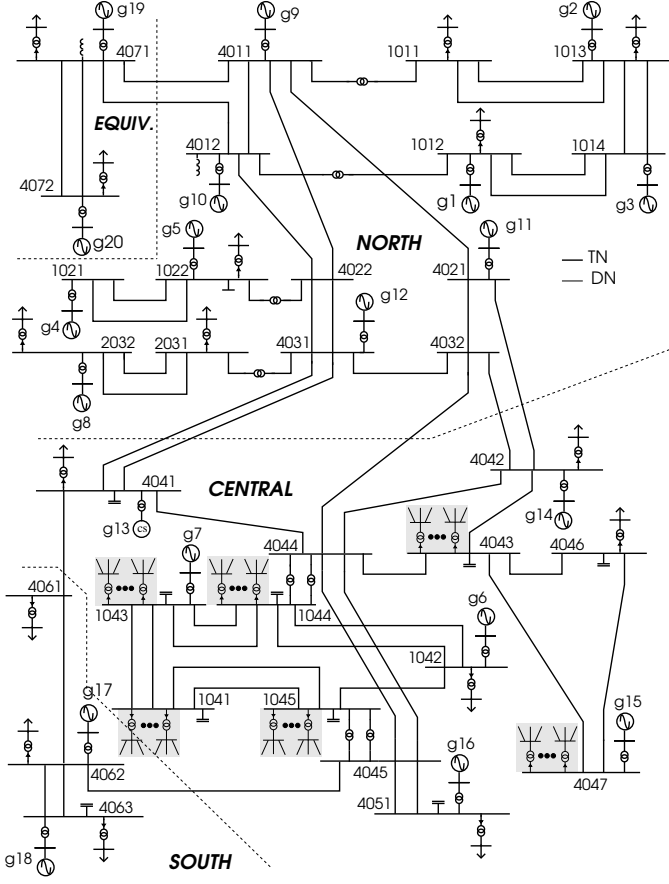 g19
g9
g2
4071
4011
1011
1013
g3
EQUIV.
4012
1012
1014
4072
g10
g1
g3
g5
g11
g20
NORTH
TN
1021
1022
4022
4021
DN
g12
g4
2032
2031
4031
4032
g8
4042
4041
CENTRAL
g13
cs
g7
g14
4044
4043
4046
4061
1043
1044
g6
1042
g17
1041
1045
g15
g16
4062
4045
4051
4047
4063
g18
SOUTH